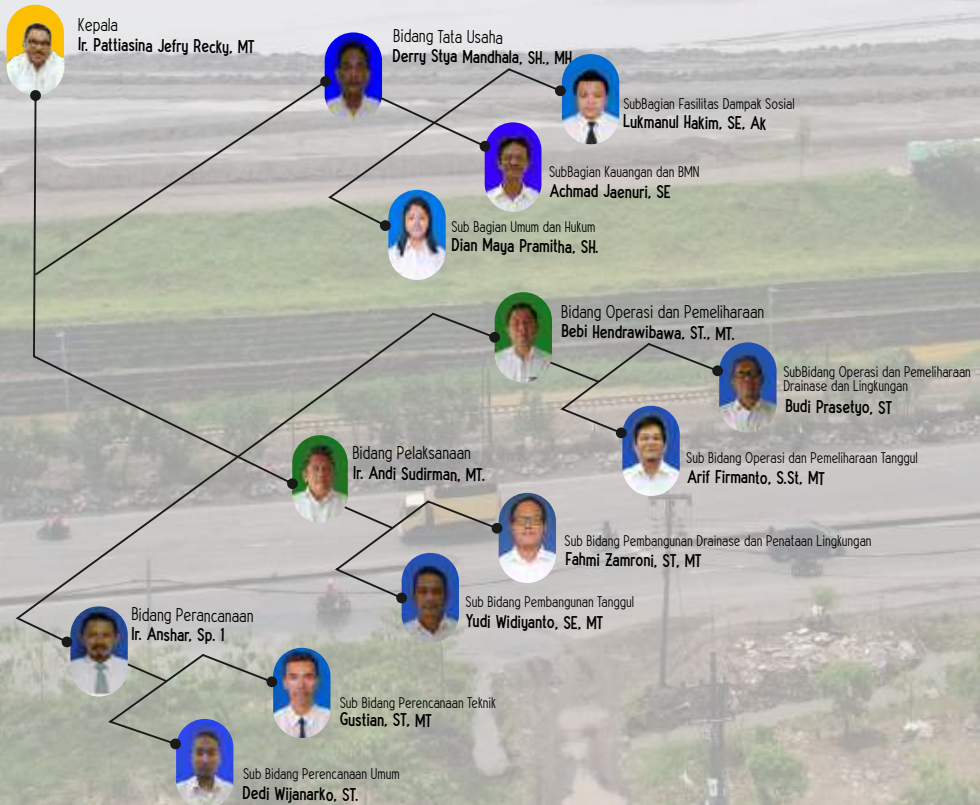 Kepala
Ir. Pattiasina Jefry Recky, MT
Bidang Tata Usaha
Derry Stya Mandhala, SH., MH
SubBagian Fasilitas Dampak Sosial
Lukmanul Hakim, SE, Ak
SubBagian Kauangan dan BMN
Achmad Jaenuri, SE
Sub Bagian Umum dan Hukum
Dian Maya Pramitha, SH.
Bidang Operasi dan Pemeliharaan
Bebi Hendrawibawa, ST., MT.
SubBidang Operasi dan Pemeliharaan
Drainase dan Lingkungan
Budi Prasetyo, ST
Sub Bidang Operasi dan Pemeliharaan Tanggul
Arif Firmanto, S.St, MT
Bidang Pelaksanaan
Ir. Andi Sudirman, MT.
Sub Bidang Pembangunan Drainase dan Penataan Lingkungan
Fahmi Zamroni, ST, MT
Sub Bidang Pembangunan Tanggul
Yudi Widiyanto, SE, MT
Bidang Perancanaan
Ir. Anshar, Sp. 1
Sub Bidang Perencanaan Teknik
Gustian, ST, MT
Sub Bidang Perencanaan Umum
Dedi Wijanarko, ST.